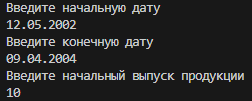 Введите начальную дату
12.05.2002
Введите конечную дату
09.04.2004
Введите начальный выпуск продукции
10